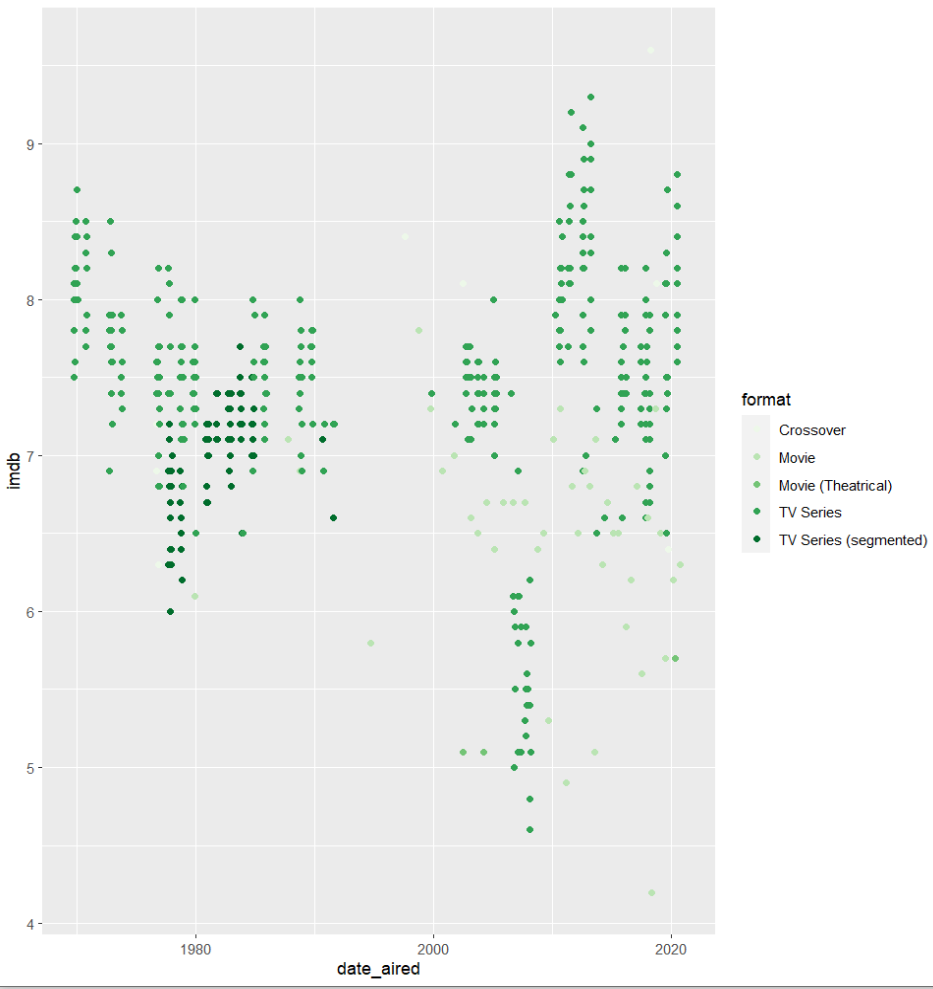 9
8
7
6
5
4
imdb
1980
2000
2020
date_aired
format
Crossover
Movie
Movie (Theatrical)
TV Series
TV Series (segmented)